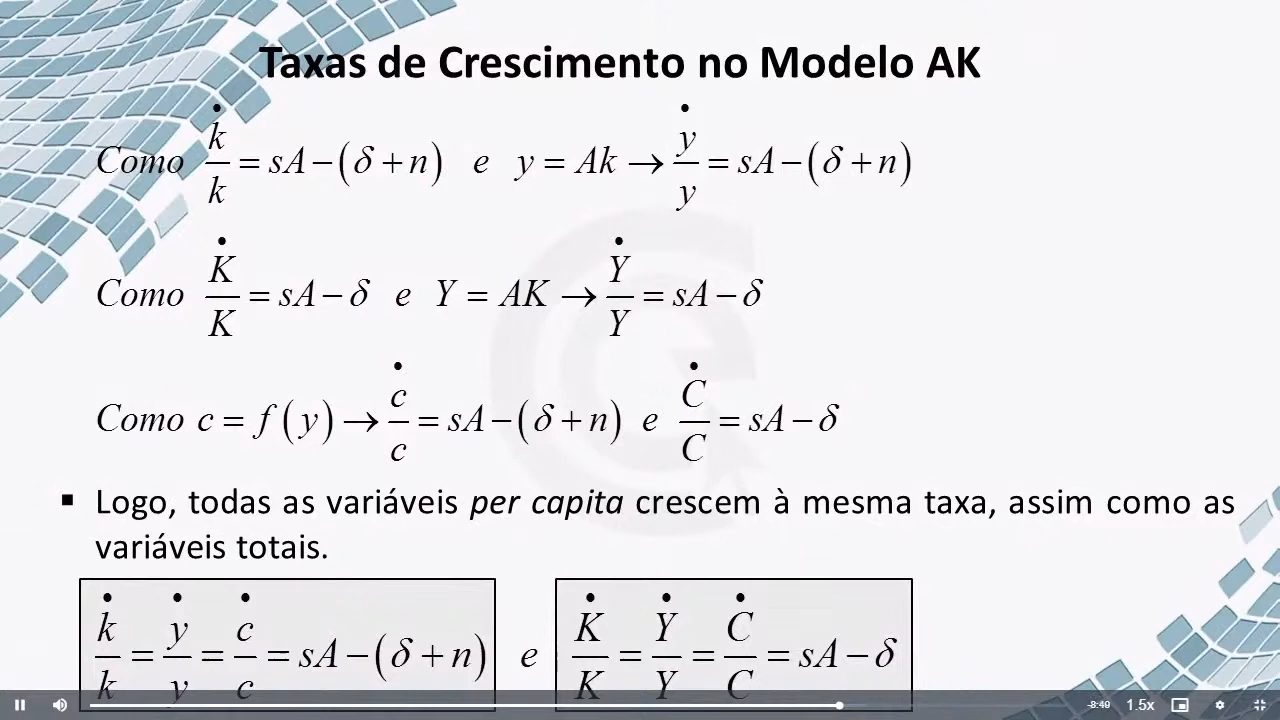 Taxas de Crescimento no Modelo AK
Como k̇/k = sA − (δ + n) e y = Ak → ẏ/y = sA − (δ + n)
Como K̇/K = sA − δ e Y = AK → Ẏ/Y = sA − δ
Como c = f(y) → ċ/c = sA − (δ + n) e Ċ/C = sA − δ
▪ Logo, todas as variáveis per capita crescem à mesma taxa, assim como as
variáveis totais.
k̇/k = ẏ/y = ċ/c = sA − (δ + n) e K̇/K = Ẏ/Y = Ċ/C = sA − δ
-8:49 1.5x